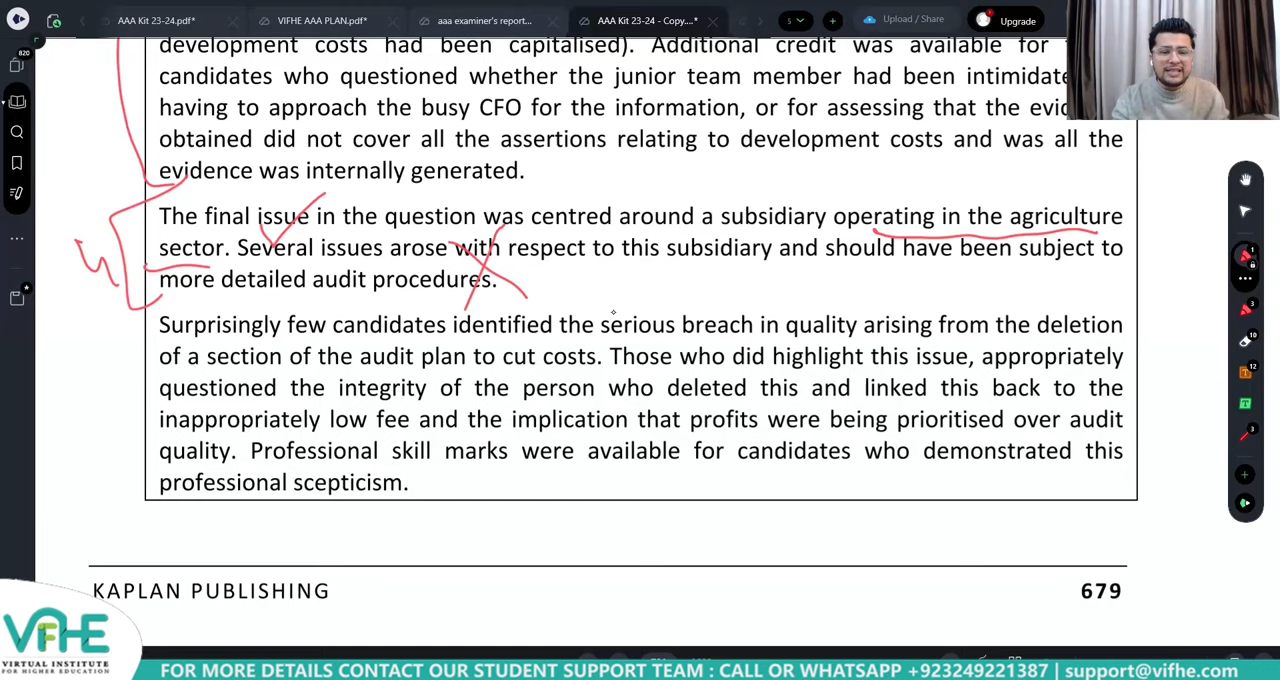 AAA Kit 23-24.pdf*
VIFHE AAA PLAN.pdf*
aaa examiner's report...
AAA Kit 23-24 - Copy....*
5
Upload / Share
Upgrade
820
development costs had been capitalised). Additional credit was available for
candidates who questioned whether the junior team member had been
having to approach the busy CFO for the information, or for assessing that the
obtained did not cover all the assertions relating to development costs and was all the
evidence was internally generated.
The final issue in the question was centred around a subsidiary operating in the agriculture
sector. Several issues arose with respect to this subsidiary and should have been subject to
more detailed audit procedures.
Surprisingly few candidates identified the serious breach in quality arising from the deletion
of a section of the audit plan to cut costs. Those who did highlight this issue, appropriately
questioned the integrity of the person who deleted this and linked this back to the
inappropriately low fee and the implication that profits were being prioritised over audit
quality. Professional skill marks were available for candidates who demonstrated this
professional scepticism.
KAPLAN PUBLISHING
679
1
3
10
12
T
3
VIFHE
VIRTUAL INSTITUTE
FOR HIGHER EDUCATION
FOR MORE DETAILS CONTACT OUR STUDENT SUPPORT TEAM : CALL OR WHATSAPP +923249221387 | support@vifhe.com